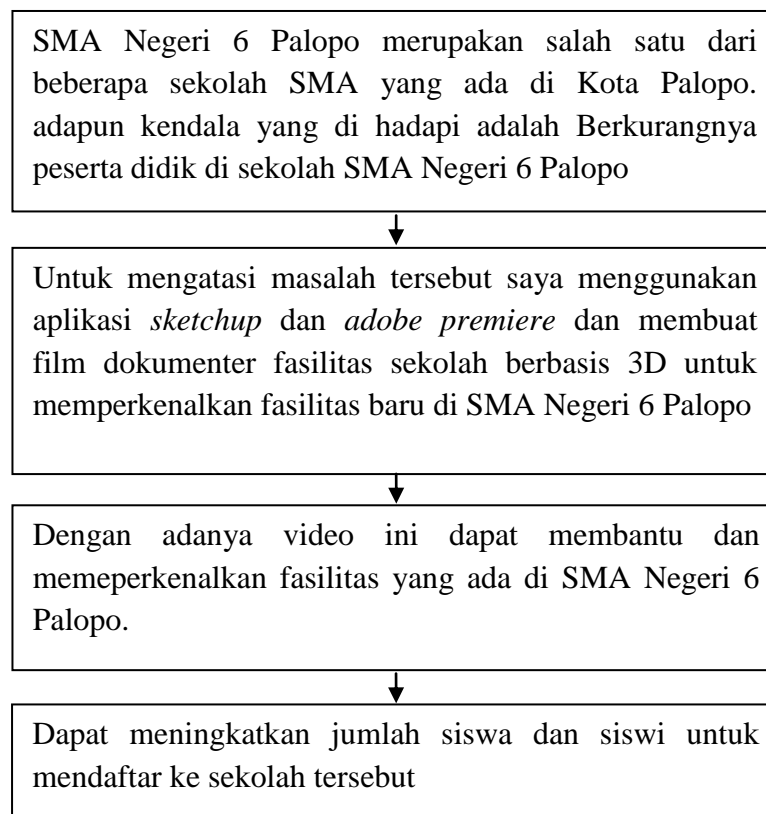 SMA Negeri 6 Palopo merupakan salah satu dari
beberapa sekolah SMA yang ada di Kota Palopo.
adapun kendala yang di hadapi adalah Berkurangnya
peserta didik di sekolah SMA Negeri 6 Palopo
Untuk mengatasi masalah tersebut saya menggunakan
aplikasi sketchup dan adobe premiere dan membuat
film dokumenter fasilitas sekolah berbasis 3D untuk
memperkenalkan fasilitas baru di SMA Negeri 6 Palopo
Dengan adanya video ini dapat membantu dan
memeperkenalkan fasilitas yang ada di SMA Negeri 6
Palopo.
Dapat meningkatkan jumlah siswa dan siswi untuk
mendaftar ke sekolah tersebut